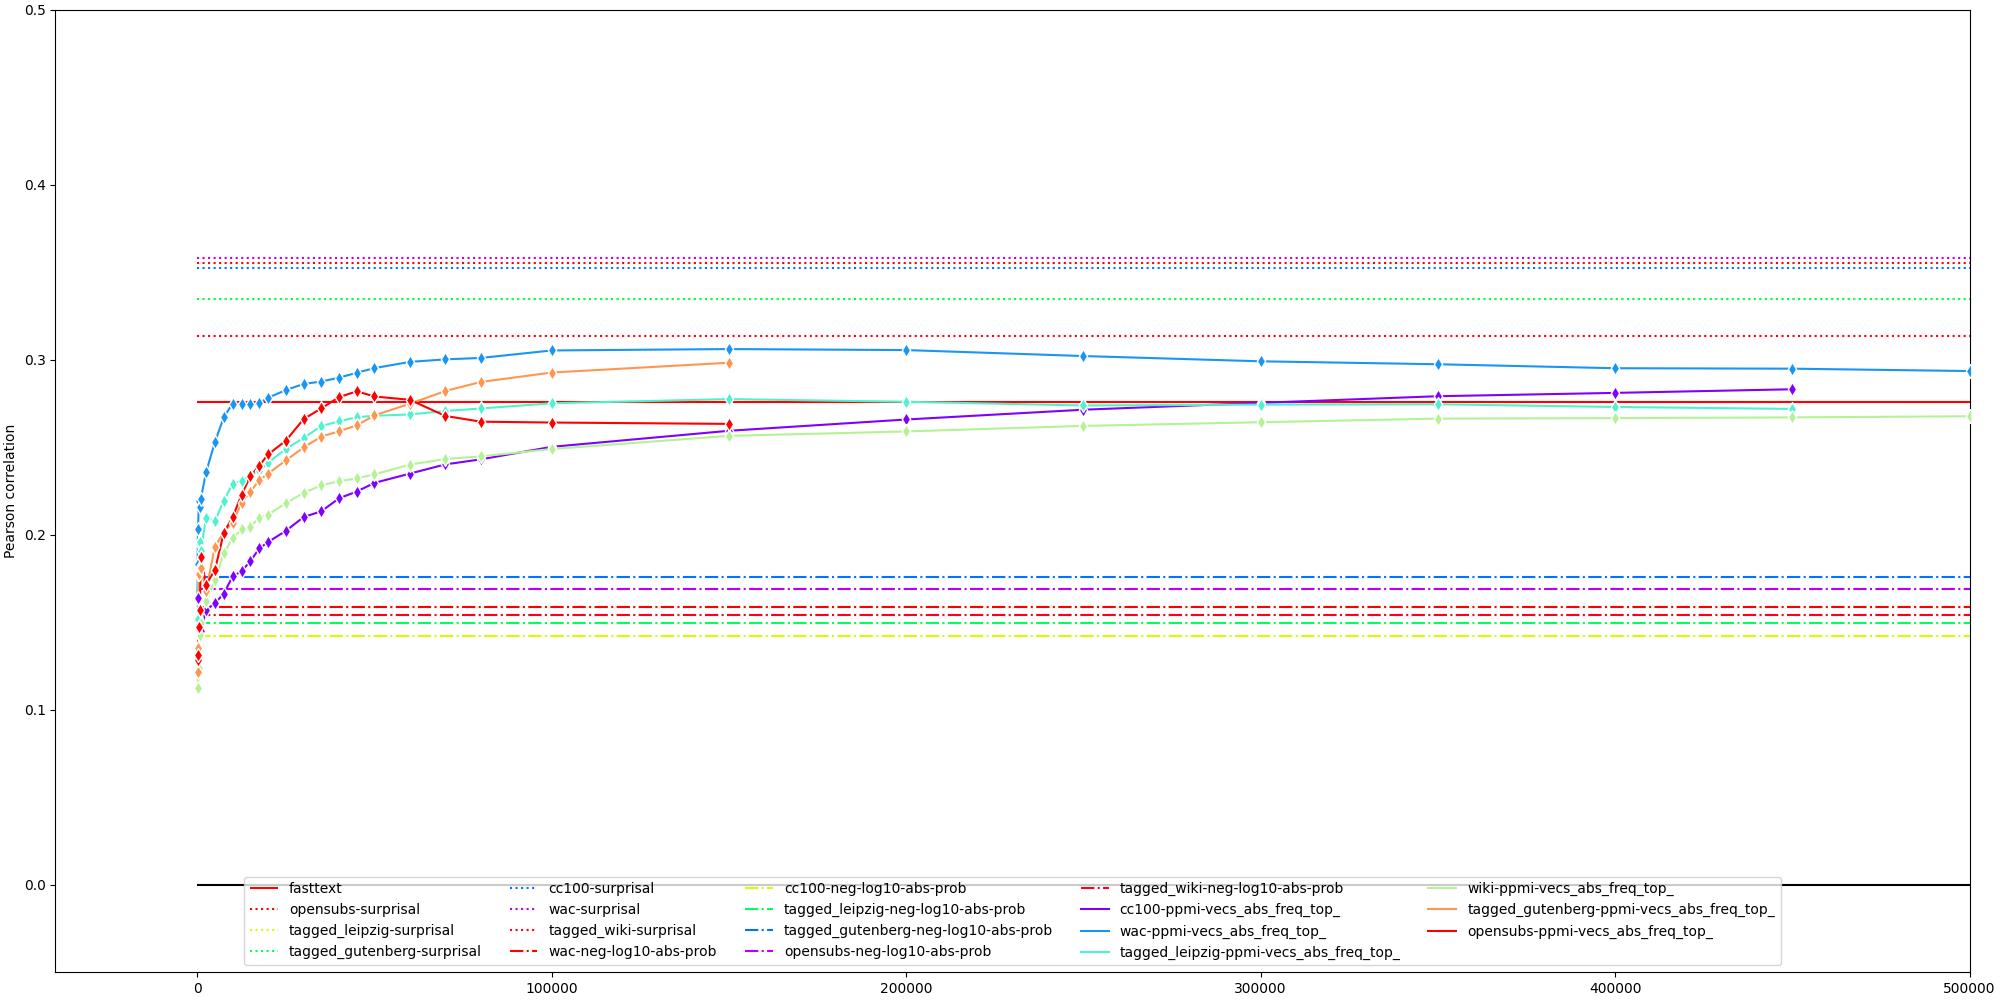 0.5
0.4
0.3
0.2
0.1
0.0
Pearson correlation
fasttext
opensubs-surprisal
tagged_leipzig-surprisal
tagged_gutenberg-surprisal
cc100-surprisal
wac-surprisal
tagged_wiki-surprisal
wac-neg-log10-abs-prob
cc100-neg-log10-abs-prob
tagged_leipzig-neg-log10-abs-prob
tagged_gutenberg-neg-log10-abs-prob
opensubs-neg-log10-abs-prob
tagged_wiki-neg-log10-abs-prob
cc100-ppmi-vecs_abs_freq_top_
wac-ppmi-vecs_abs_freq_top_
tagged_leipzig-ppmi-vecs_abs_freq_top_
wiki-ppmi-vecs_abs_freq_top_
tagged_gutenberg-ppmi-vecs_abs_freq_top_
opensubs-ppmi-vecs_abs_freq_top_
0
100000
200000
300000
400000
500000